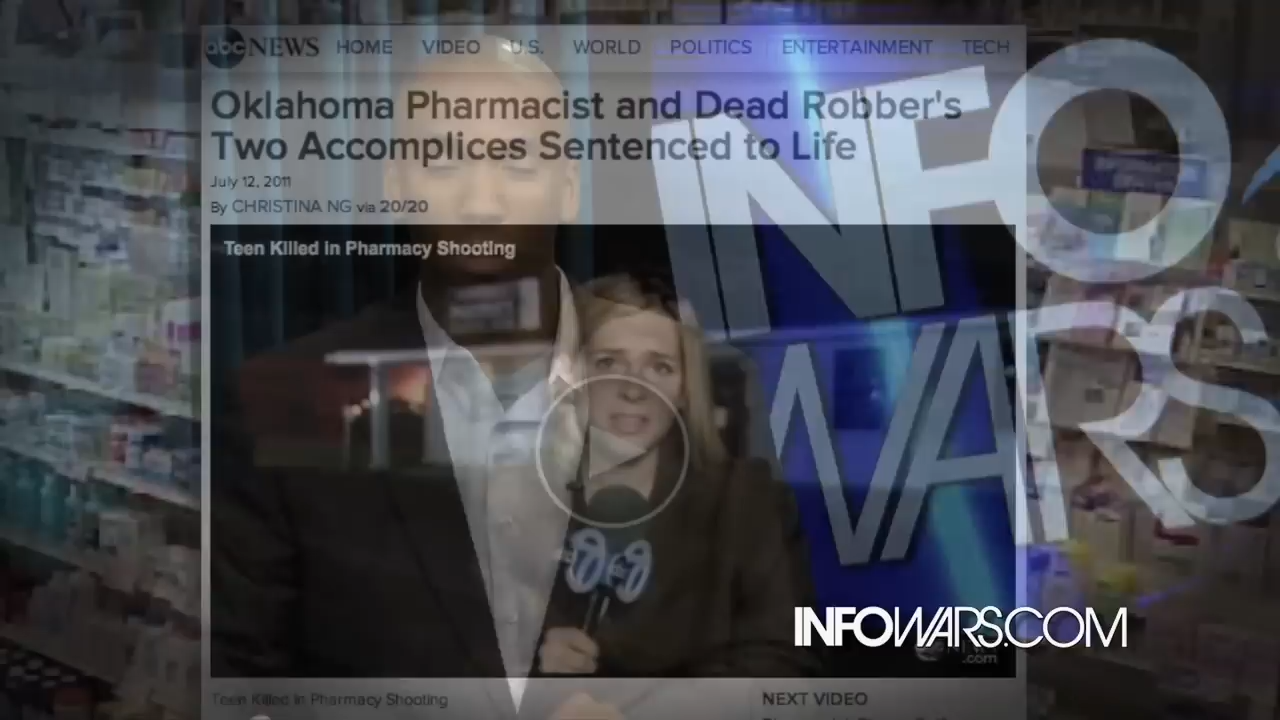 abc NEWS HOME VIDEO U.S. WORLD POLITICS ENTERTAINMENT TECH
Oklahoma Pharmacist and Dead Robber's
Two Accomplices Sentenced to Life
July 12, 2011
By CHRISTINA NG via 20/20
Teen Killed in Pharmacy Shooting
INFO
WARS
INFOWARS.COM
.com
Teen Killed in Pharmacy Shooting
NEXT VIDEO